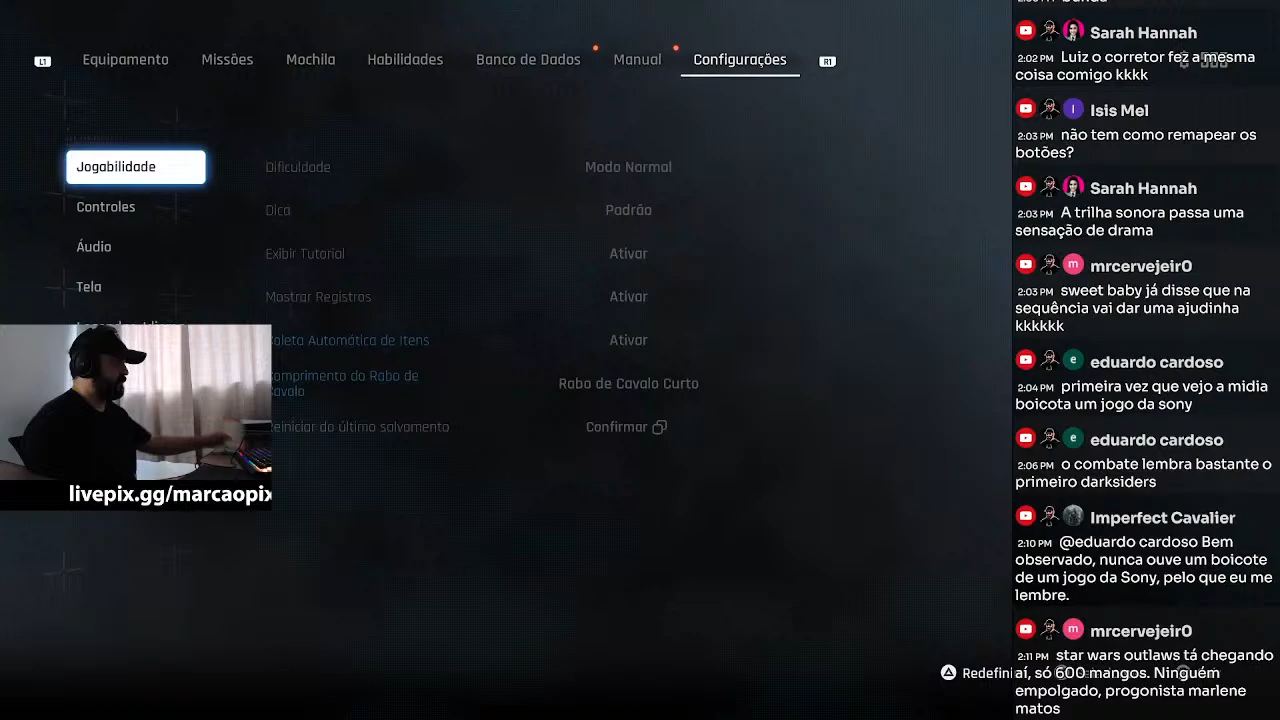 L1
Equipamento
Missões
Mochila
Habilidades
Banco de Dados
Manual
Configurações
R1
Jogabilidade
Controles
Áudio
Tela
Dificuldade
Modo Normal
Dica
Padrão
Exibir Tutorial
Ativar
Mostrar Registros
Ativar
Coleta Automática de Itens
Ativar
Comprimento do Rabo de
Cavalo
Rabo de Cavalo Curto
Reiniciar do último salvamento
Confirmar
livepix.gg/marcaopix
Redefini
Sarah Hannah
2:02 PM Luiz o corretor fez a mesma
coisa comigo kkkk
I
Isis Mel
2:03 PM não tem como remapear os
botões?
Sarah Hannah
2:03 PM A trilha sonora passa uma
sensação de drama
m
mrcervejeir0
2:03 PM sweet baby já disse que na
sequência vai dar uma ajudinha
kkkkkk
e
eduardo cardoso
2:04 PM primeira vez que vejo a midia
boicota um jogo da sony
e
eduardo cardoso
2:06 PM o combate lembra bastante o
primeiro darksiders
Imperfect Cavalier
2:10 PM @eduardo cardoso Bem
observado, nunca ouve um boicote
de um jogo da Sony, pelo que eu me
lembre.
m
mrcervejeir0
2:11 PM star wars outlaws tá chegando
aí, só 600 mangos. Ninguém
empolgado, progonista marlene
matos